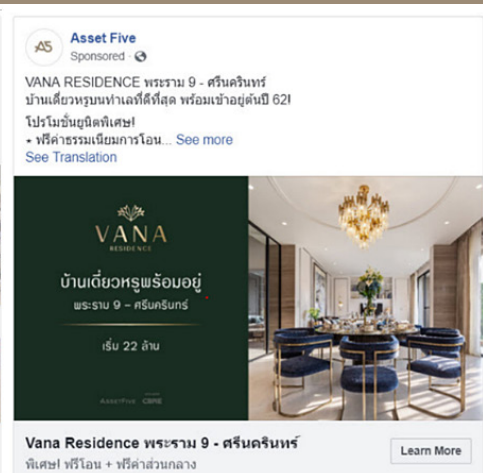 A5
Asset Five
Sponsored ·
VANA RESIDENCE พระราม 9 - ศรีนครินทร์
บ้านเดี่ยวหรูบนทำเลที่ดีที่สุด พร้อมเข้าอยู่ต้นปี 62!
โปรโมชั่นยูนิตพิเศษ!
- ฟรีค่าธรรมเนียมการโอน... See more
See Translation
VANA
RESIDENCE
บ้านเดี่ยวหรูพร้อมอยู่
พระราม 9 – ศรีนครินทร์
เริ่ม 22 ล้าน
ASSETFIVE CBRE
Vana Residence พระราม 9 - ศรีนครินทร์
พิเศษ! ฟรีโอน + ฟรีค่าส่วนกลาง
Learn More